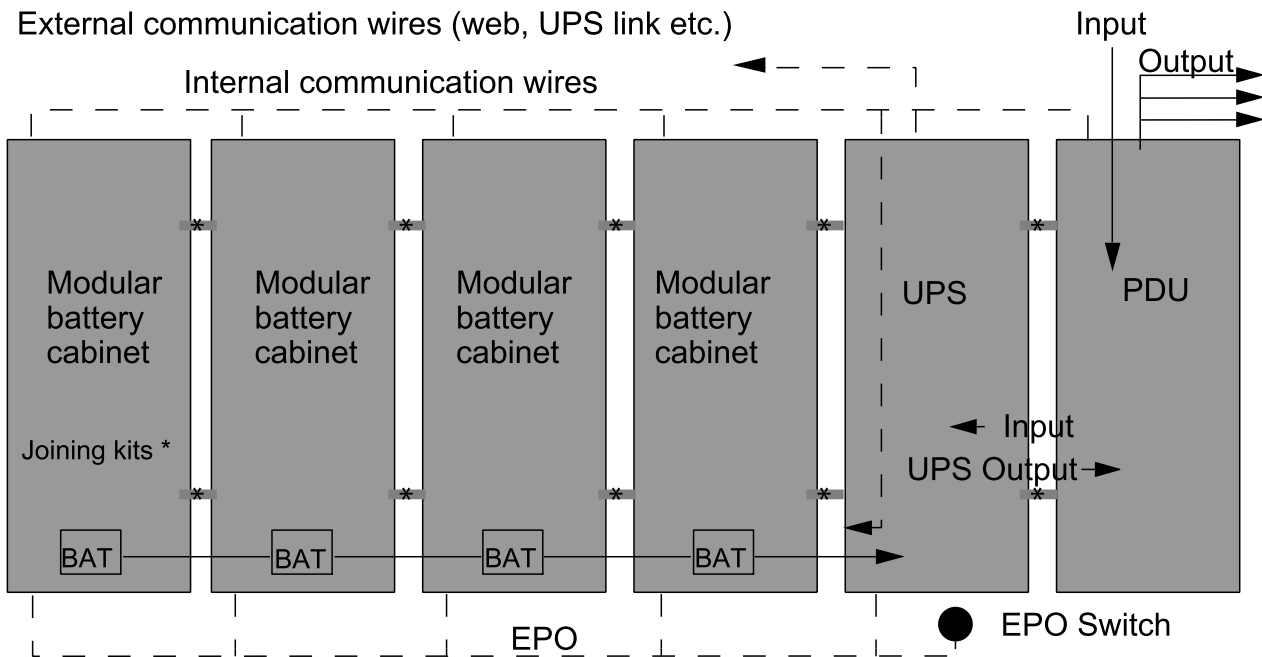 External communication wires (web, UPS link etc.)
Input
Output
Internal communication wires
Modular
battery
cabinet
Modular
battery
cabinet
Modular
battery
cabinet
Modular
battery
cabinet
UPS
PDU
Joining kits *
Input
UPS Output
BAT
BAT
BAT
BAT
EPO
EPO Switch